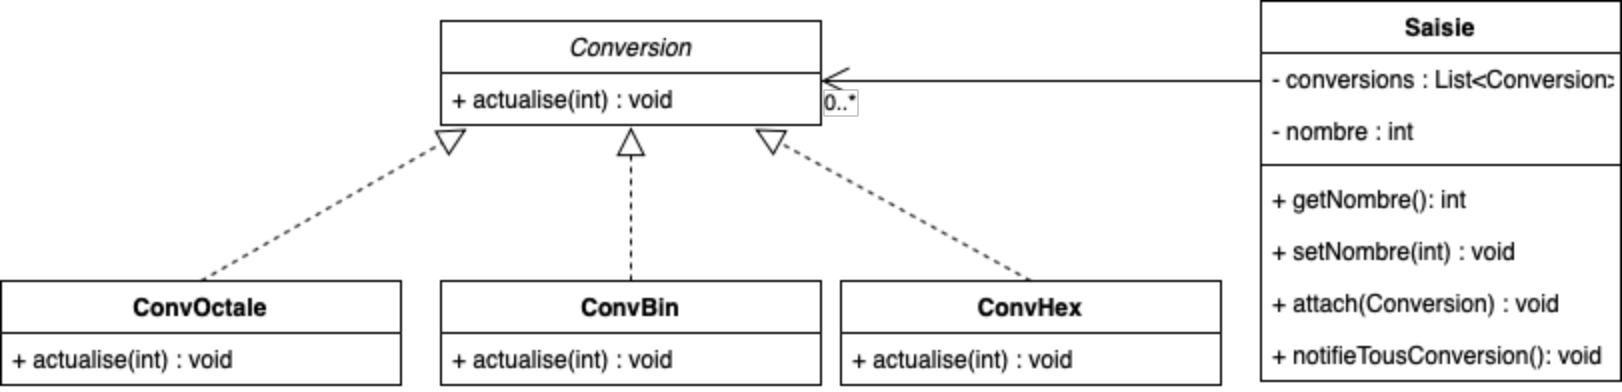 Conversion
+ actualise(int) : void
0..*
Saisie
- conversions : List<Conversion>
- nombre : int
+ getNombre(): int
+ setNombre(int) : void
+ attach(Conversion) : void
+ notifieTousConversion(): void
ConvOctale
+ actualise(int) : void
ConvBin
+ actualise(int) : void
ConvHex
+ actualise(int) : void